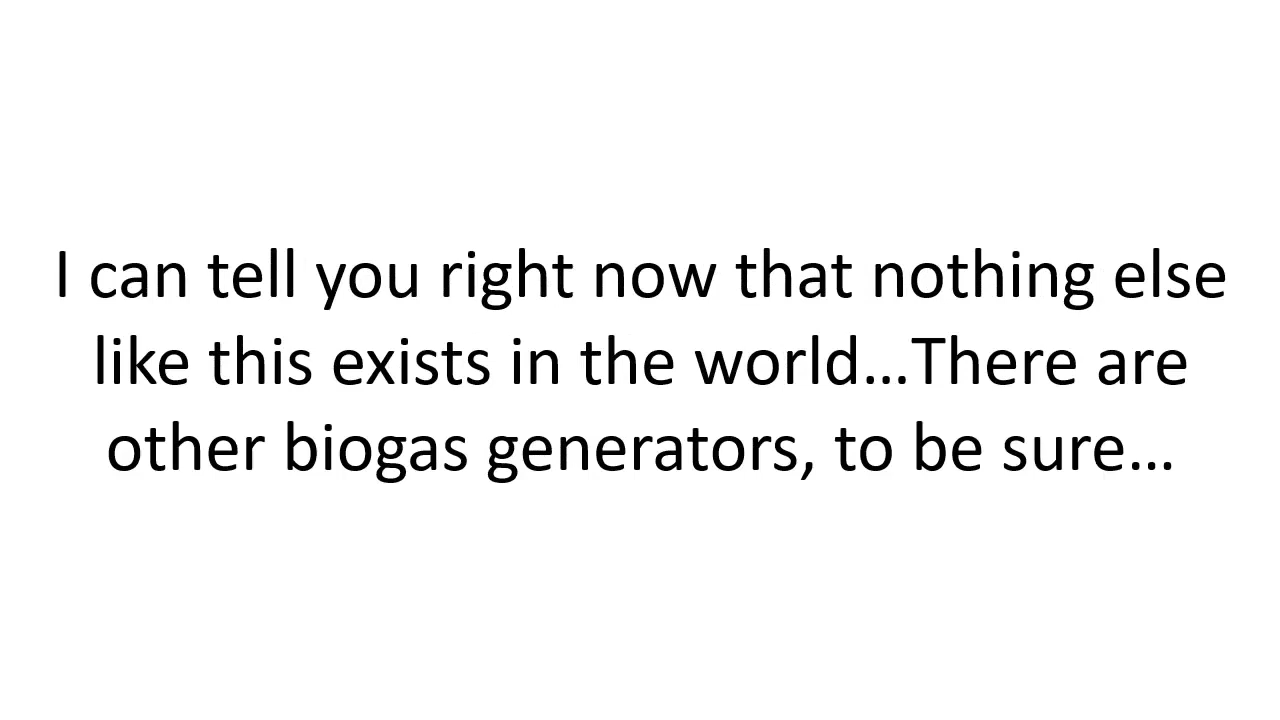 I can tell you right now that nothing else
like this exists in the world…There are
other biogas generators, to be sure…